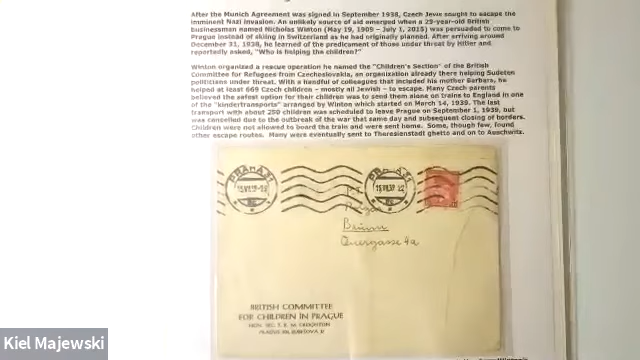 After the Munich Agreement was signed in September 1938, Czech Jews sought to escape the
imminent Nazi invasion. An unlikely source of aid emerged when a 29-year-old British
businessman named Nicholas Winton (May 19, 1909 – July 1, 2015) was persuaded to come to
Prague instead of skiing in Switzerland as he had originally planned. After arriving around
December 31, 1938, he learned of the predicament of those under threat by Hitler and
reportedly asked, "Who is helping the children?"
Winton organized a rescue operation he named the "Children's Section" of the British
Committee for Refugees from Czechoslovakia, an organization already there helping Sudeten
politicians under threat. With a handful of colleagues that included his mother Barbara, he
helped at least 669 Czech children – mostly all Jewish – to escape. Many Czech parents
believed the safest option for their children was to send them alone on trains to England in one
of the "kindertransports" arranged by Winton which started on March 14, 1939. The last
transport with about 250 children was scheduled to leave Prague on September 1, 1939, but
was cancelled due to the outbreak of the war that same day and subsequent closing of borders.
Children were not allowed to board the train and were sent home. Some, though few, found
other escape routes. Many were eventually sent to Theresienstadt ghetto and on to Auschwitz.
PRAHA
PRAHA
Brünn
Quergasse 4a
BRITISH COMMITTEE
FOR CHILDREN IN PRAGUE
HON. SEC. T. E. M. CREIGHTON
PRAGUE
Kiel Majewski